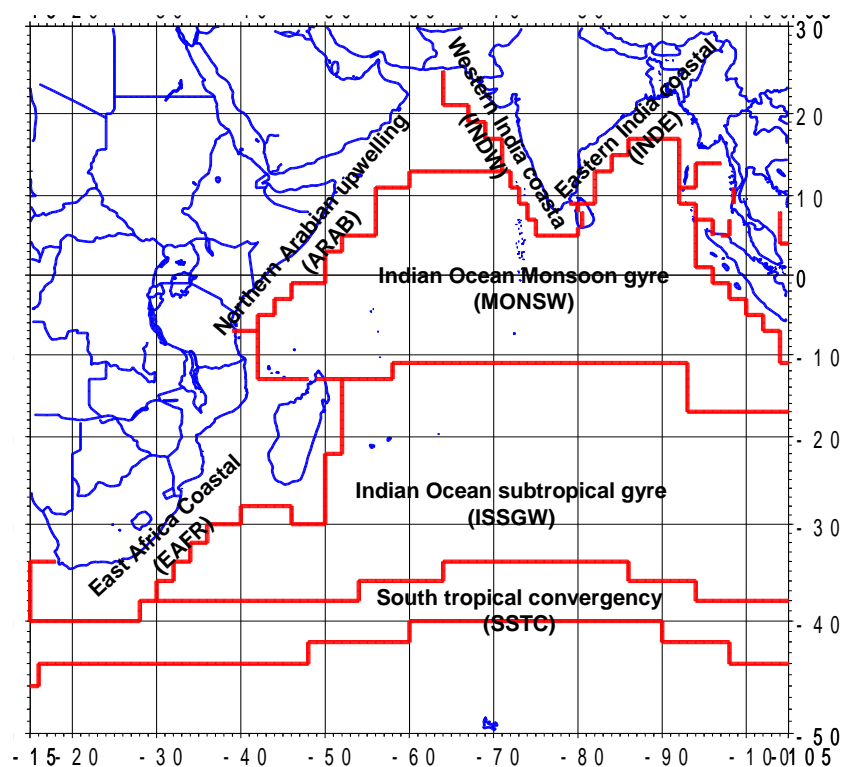 30
20
10
0
- 10
- 20
- 30
- 40
- 50
Western India coasta
(INDW)
Eastern India coastal
(INDE)
Northern Arabian upwelling
(ARAB)
Indian Ocean Monsoon gyre
(MONSW)
Indian Ocean subtropical gyre
(ISSGW)
East Africa Coastal
(EAFR)
South tropical convergency
(SSTC)
- 15 - 20 - 30 - 40 - 50 - 60 - 70 - 80 - 90 - 100 - 105